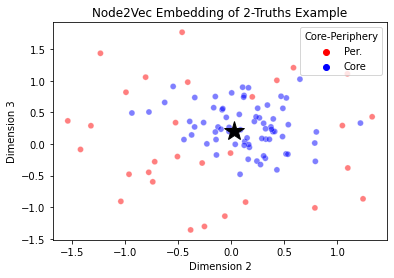 Node2Vec Embedding of 2-Truths Example
Core-Periphery
Per.
Core
1.5
1.0
0.5
0.0
−0.5
−1.0
−1.5
Dimension 3
−1.5 −1.0 −0.5 0.0 0.5 1.0
Dimension 2